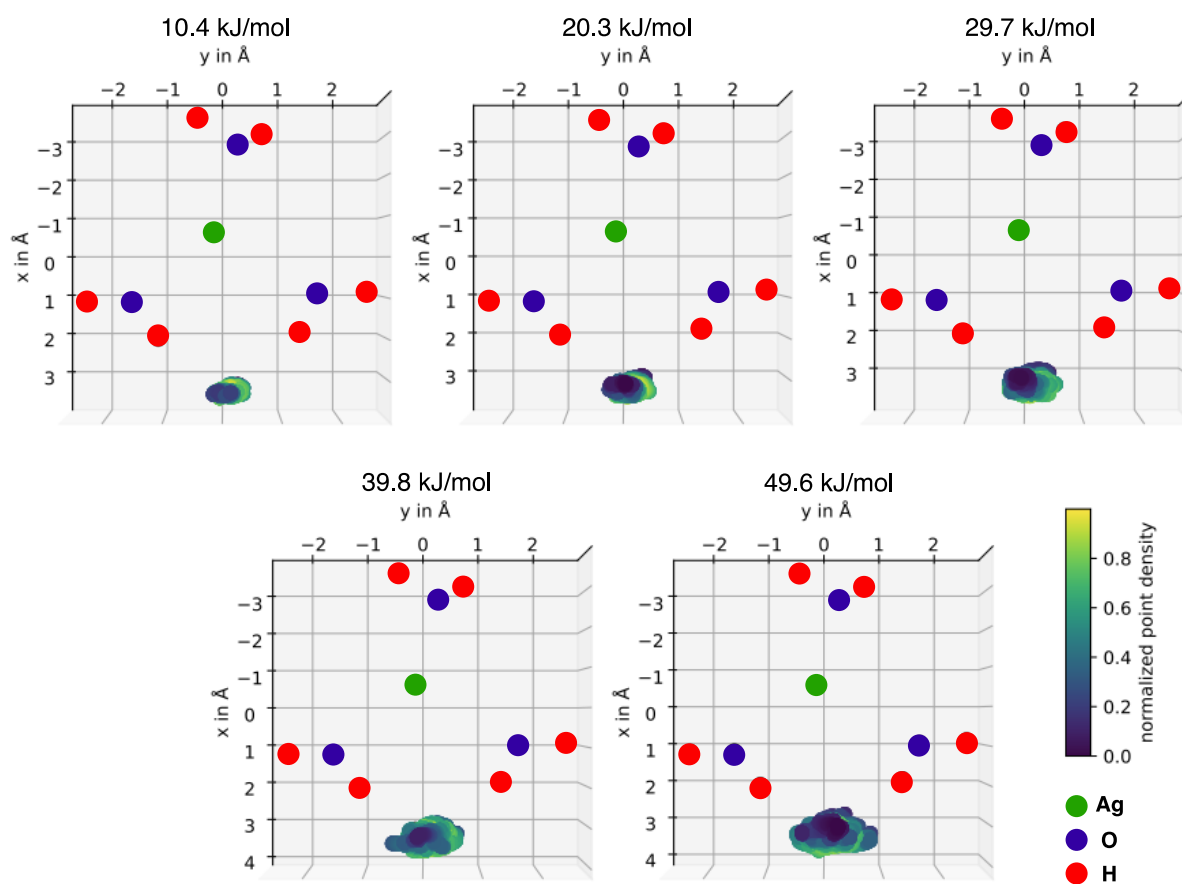 10.4 kJ/mol
20.3 kJ/mol
29.7 kJ/mol
y in Å
y in Å
y in Å
−2 −1 0 1 2
−2 −1 0 1 2
−2 −1 0 1 2
x in Å
−3
−2
−1
0
1
2
3
x in Å
−3
−2
−1
0
1
2
3
x in Å
−3
−2
−1
0
1
2
3
39.8 kJ/mol
49.6 kJ/mol
y in Å
y in Å
−2 −1 0 1 2
−2 −1 0 1 2
x in Å
−3
−2
−1
0
1
2
3
4
x in Å
−3
−2
−1
0
1
2
3
4
0.8
0.6
0.4
0.2
0.0
normalized point density
Ag
O
H